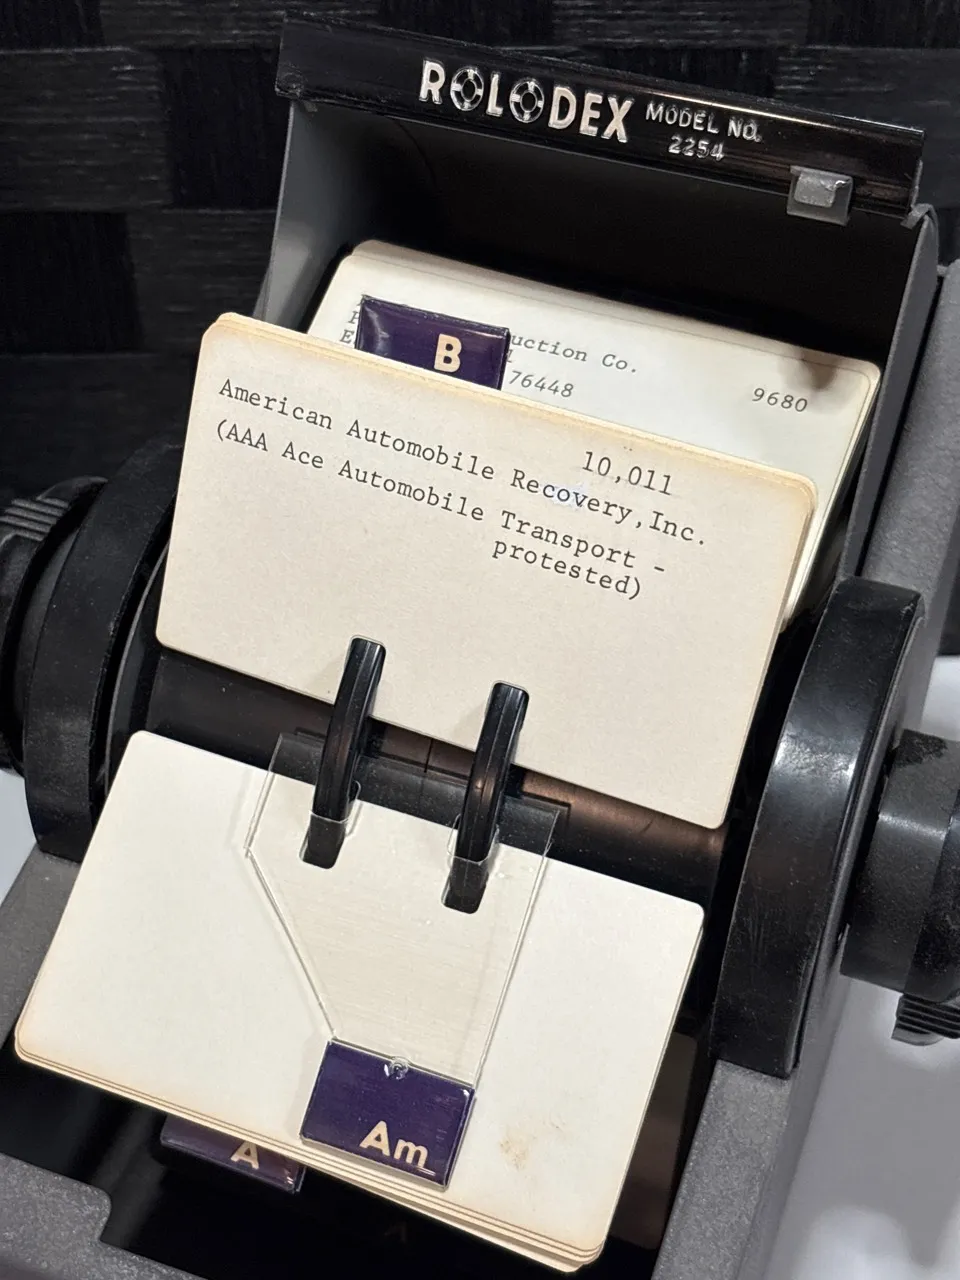 ROLODEX MODEL NO.
2254
B
uction Co.
76448
9680
10,011
American Automobile Recovery,Inc.
(AAA Ace Automobile Transport -
protested)
Am
A